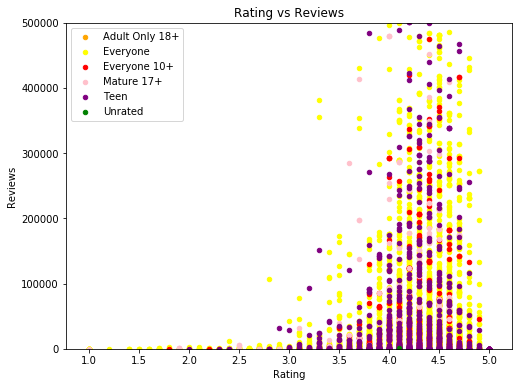 Rating vs Reviews
500000
400000
300000
200000
100000
0
Reviews
Adult Only 18+
Everyone
Everyone 10+
Mature 17+
Teen
Unrated
1.0 1.5 2.0 2.5 3.0 3.5 4.0 4.5 5.0
Rating